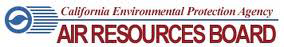 California Environmental Protection Agency
AIR RESOURCES BOARD